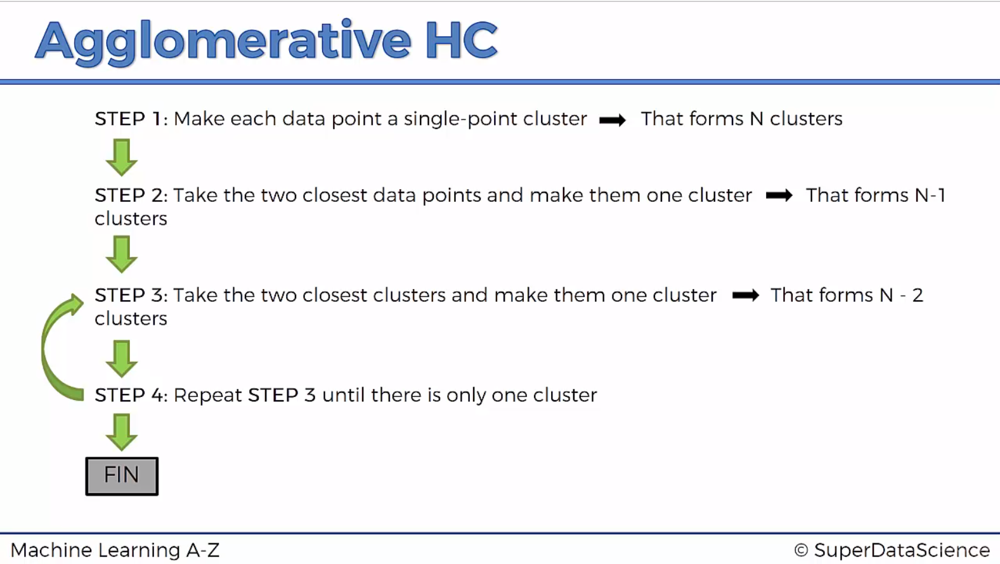 Agglomerative HC
STEP 1: Make each data point a single-point cluster ➡ That forms N clusters
STEP 2: Take the two closest data points and make them one cluster ➡ That forms N-1
clusters
STEP 3: Take the two closest clusters and make them one cluster ➡ That forms N - 2
clusters
STEP 4: Repeat STEP 3 until there is only one cluster
FIN
Machine Learning A-Z
© SuperDataScience